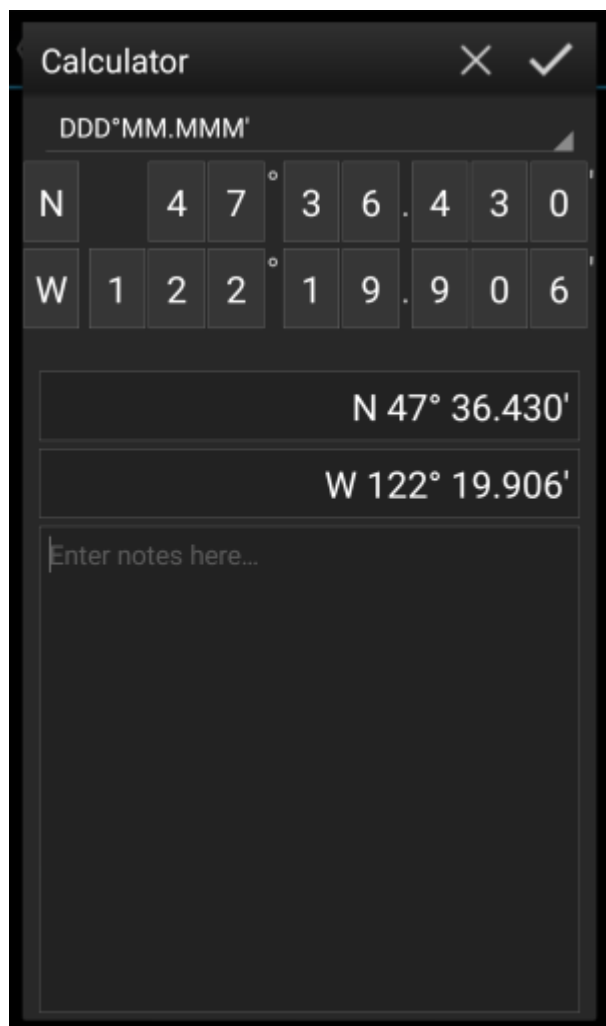 Calculator
DDD°MM.MMM'
N 4 7 ° 3 6 . 4 3 0 '
W 1 2 2 ° 1 9 . 9 0 6 '
N 47° 36.430'
W 122° 19.906'
Enter notes here...